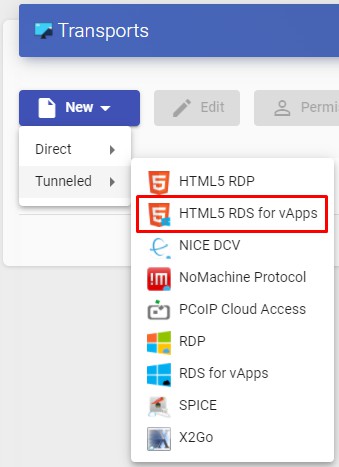 Transports
New
Edit
Permi
Direct
Tunneled
HTML5 RDP
HTML5 RDS for vApps
NICE DCV
NoMachine Protocol
PCoIP Cloud Access
RDP
RDS for vApps
SPICE
X2Go